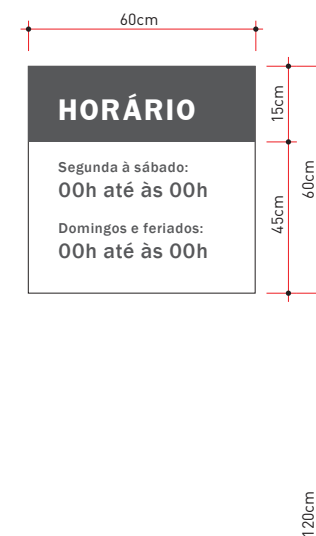 60cm
HORÁRIO
15cm
Segunda à sábado:
00h até às 00h
60cm
45cm
Domingos e feriados:
00h até às 00h
120cm